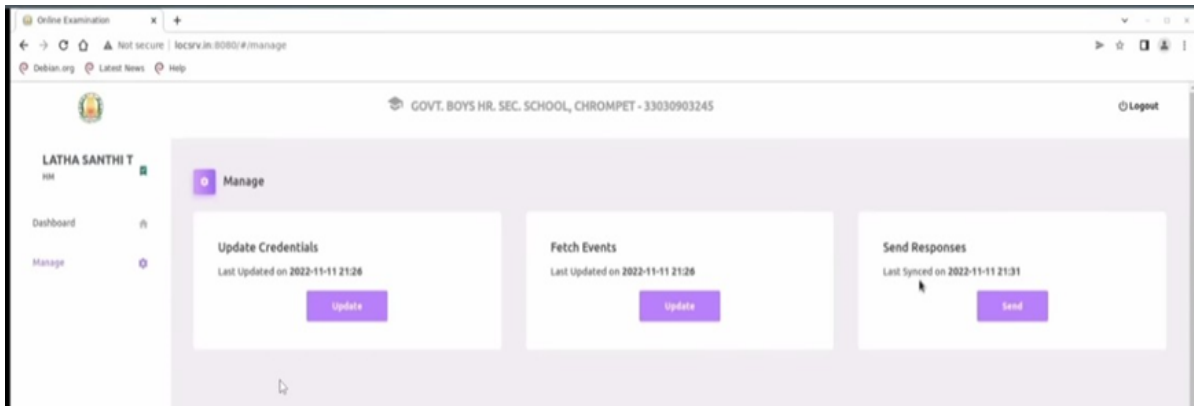 Online Examination
Not secure | locsrv.in:8080/#/manage
Debian.org Latest News Help
GOVT. BOYS HR. SEC. SCHOOL, CHROMPET - 33030903245
Logout
LATHA SANTHI T
HM
Dashboard
Manage
Manage
Update Credentials
Last Updated on 2022-11-11 21:26
Update
Fetch Events
Last Updated on 2022-11-11 21:26
Update
Send Responses
Last Synced on 2022-11-11 21:31
Send